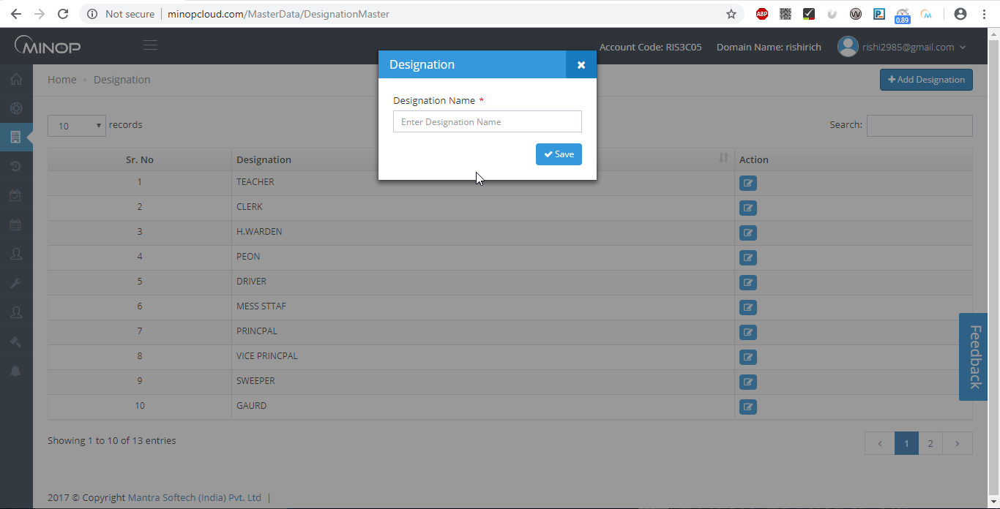 Not secure | minopcloud.com/MasterData/DesignationMaster
ABP
0.89
MINOP
Account Code: RIS3C05 Domain Name: rishirich rishi2985@gmail.com
Designation
Home Designation
Add Designation
Designation Name *
Enter Designation Name
Save
10 records
Search:
Sr. No Designation Action
1 TEACHER
2 CLERK
3 H.WARDEN
4 PEON
5 DRIVER
6 MESS STTAF
7 PRINCPAL
8 VICE PRINCPAL
9 SWEEPER
10 GAURD
Feedback
Showing 1 to 10 of 13 entries
< 1 2 >
2017 © Copyright Mantra Softech (India) Pvt. Ltd |